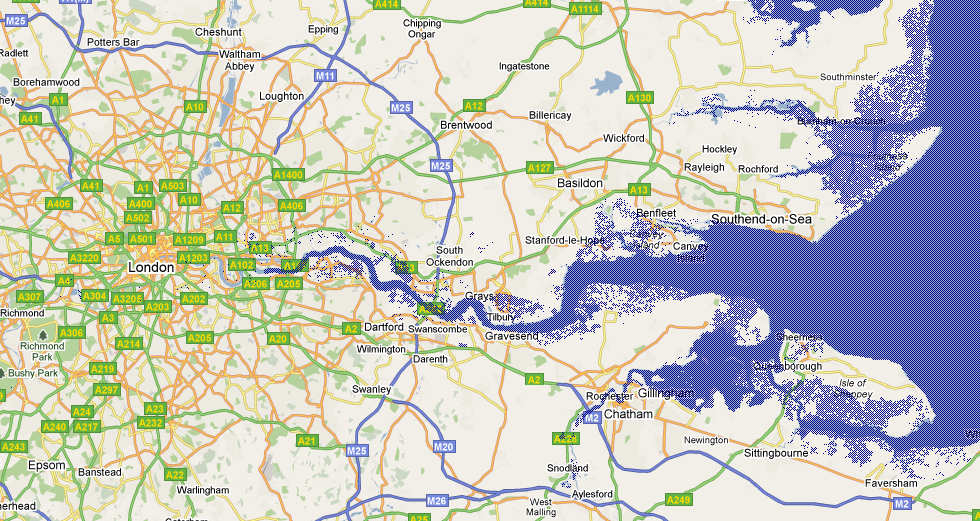 A414
A1114
M25
A1(M)
Chipping
Ongar
Cheshunt
Epping
Potters Bar
Radlett
Waltham
Abbey
Ingatestone
M11
Southminster
Borehamwood
Loughton
A1
A10
M25
A12
A130
A41
Billericay
Brentwood
Wickford
Hockley
Rayleigh
Rochford
M25
A127
A1400
Basildon
A13
A41
A1
A503
A406
A400
A10
A12
A406
A502
Benfleet
Southend-on-Sea
A5
A501
A1209
A11
A13
Stanford-le-Hope
Canvey
Island
South
Ockendon
A3220
A1203
A102
London
A4
A206
A205
A307
A304
A3205
A202
A203
Grays
Tilbury
Richmond
A3
A306
A214
A205
A20
A2
Dartford
Swanscombe
Gravesend
Richmond
Park
Wilmington
Darenth
Sheerness
Queenborough
Bushy Park
A219
A297
Swanley
A2
Isle of
Sheppey
Rochester
Gillingham
Chatham
M2
A24
A23
A232
A240
A217
A243
A21
M25
M20
Newington
Sittingbourne
Epsom
Banstead
A22
Warlingham
Snodland
Aylesford
Faversham
M26
West
Malling
A249
M2
A25